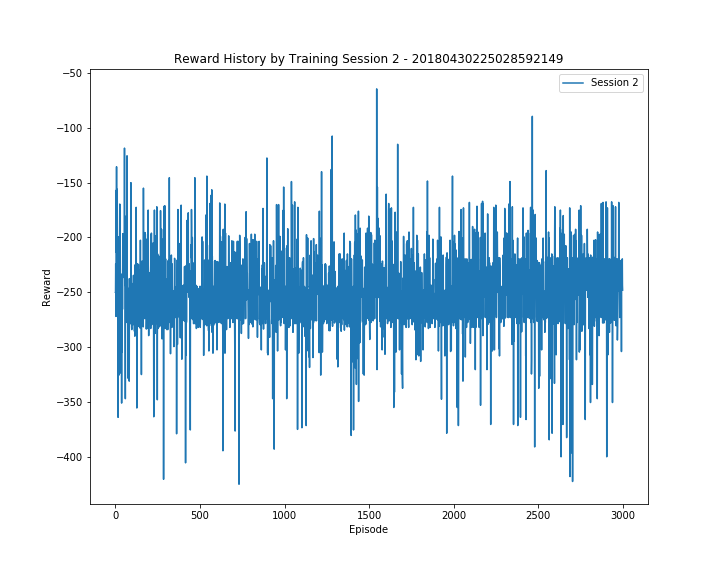 Reward History by Training Session 2 - 20180430225028592149
Session 2
−50
−100
−150
−200
−250
−300
−350
−400
Reward
0 500 1000 1500 2000 2500 3000
Episode